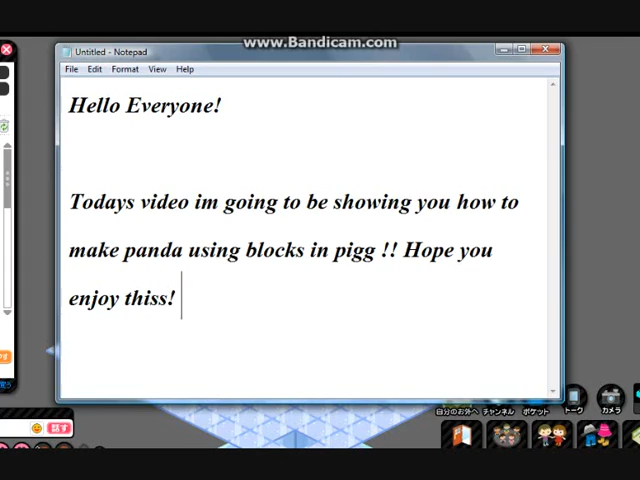 www.Bandicam.com
Untitled - Notepad
File Edit Format View Help
Hello Everyone!
Todays video im going to be showing you how to
make panda using blocks in pigg !! Hope you
enjoy thiss!
自分のお外へ チャンネル ポケット トーク カメラ
話す